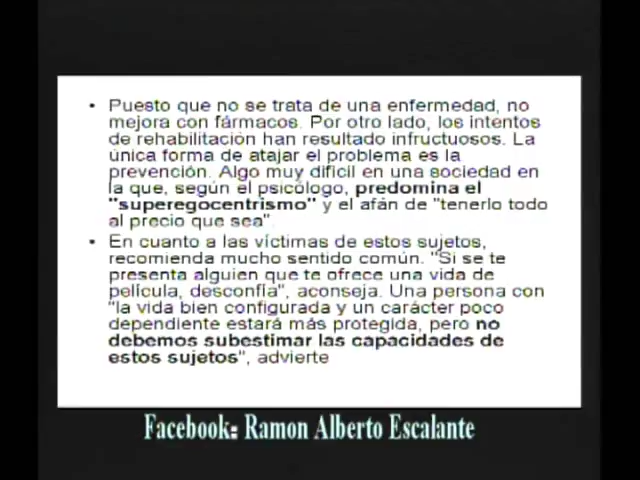 • Puesto que no se trata de una enfermedad, no
mejora con fármacos. Por otro lado, los intentos
de rehabilitación han resultado infructuosos. La
única forma de atajar el problema es la
prevención. Algo muy difícil en una sociedad en
la que, según el psicólogo, predomina el
"superegocentrismo" y el afán de "tenerlo todo
al precio que sea".
• En cuanto a las víctimas de estos sujetos,
recomienda mucho sentido común. "Si se te
presenta alguien que te ofrece una vida de
película, desconfía", aconseja. Una persona con
"la vida bien configurada y un carácter poco
dependiente estará más protegida, pero no
debemos subestimar las capacidades de
estos sujetos", advierte
Facebook: Ramon Alberto Escalante